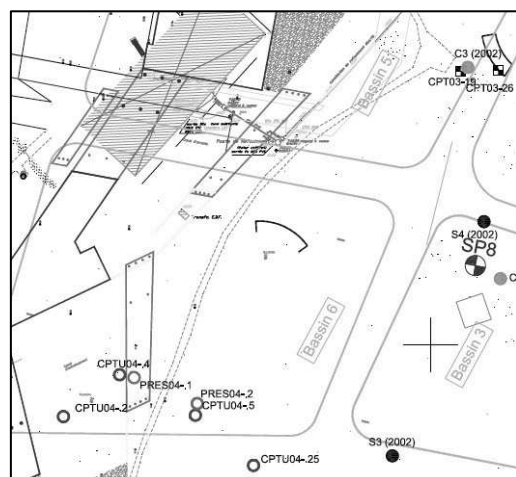 C3 (2002)
Bassin 5
CPT03-19
CPT03-26
S4 (2002)
SP8
C
Bassin 6
Bassin 3
CPTU04-.4
PRES04-.1
PRES04-.2
CPTU04-.2
CPTU04-.5
S3 (2002)
CPTU04-.25